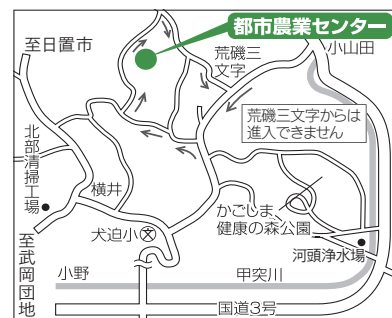 都市農業センター
至日置市
荒磯三
文字
小山田
荒磯三文字からは
進入できません
北部清掃工場
横井
かごしま
健康の森公園
犬迫小
文
河頭浄水場
至武岡団地
小野
甲突川
国道3号